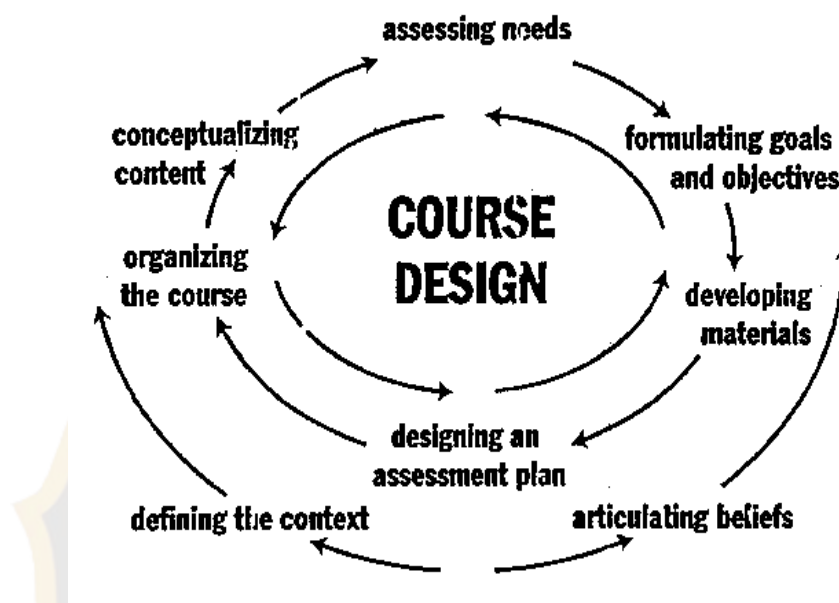 assessing needs
conceptualizing
content
formulating goals
and objectives
COURSE
DESIGN
organizing
the course
developing
materials
designing an
assessment plan
defining the context
articulating beliefs